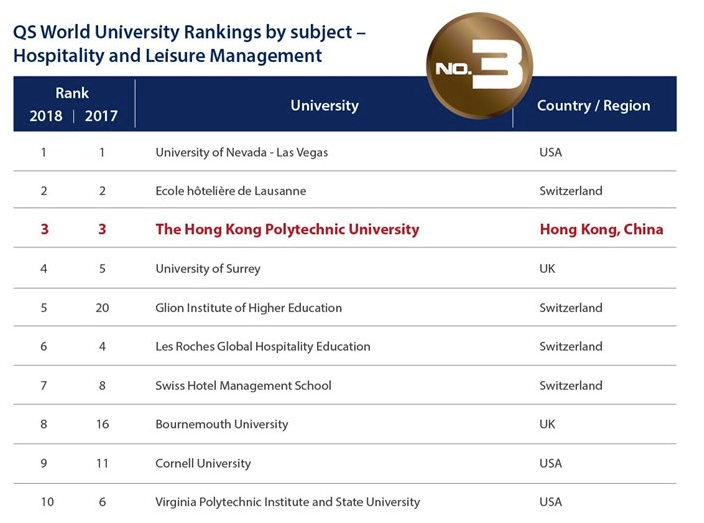 QS World University Rankings by subject –
Hospitality and Leisure Management
NO.3
Rank
2018 | 2017 University Country / Region
1 1 University of Nevada - Las Vegas USA
2 2 Ecole hôtelière de Lausanne Switzerland
3 3 The Hong Kong Polytechnic University Hong Kong, China
4 5 University of Surrey UK
5 20 Glion Institute of Higher Education Switzerland
6 4 Les Roches Global Hospitality Education Switzerland
7 8 Swiss Hotel Management School Switzerland
8 16 Bournemouth University UK
9 11 Cornell University USA
10 6 Virginia Polytechnic Institute and State University USA